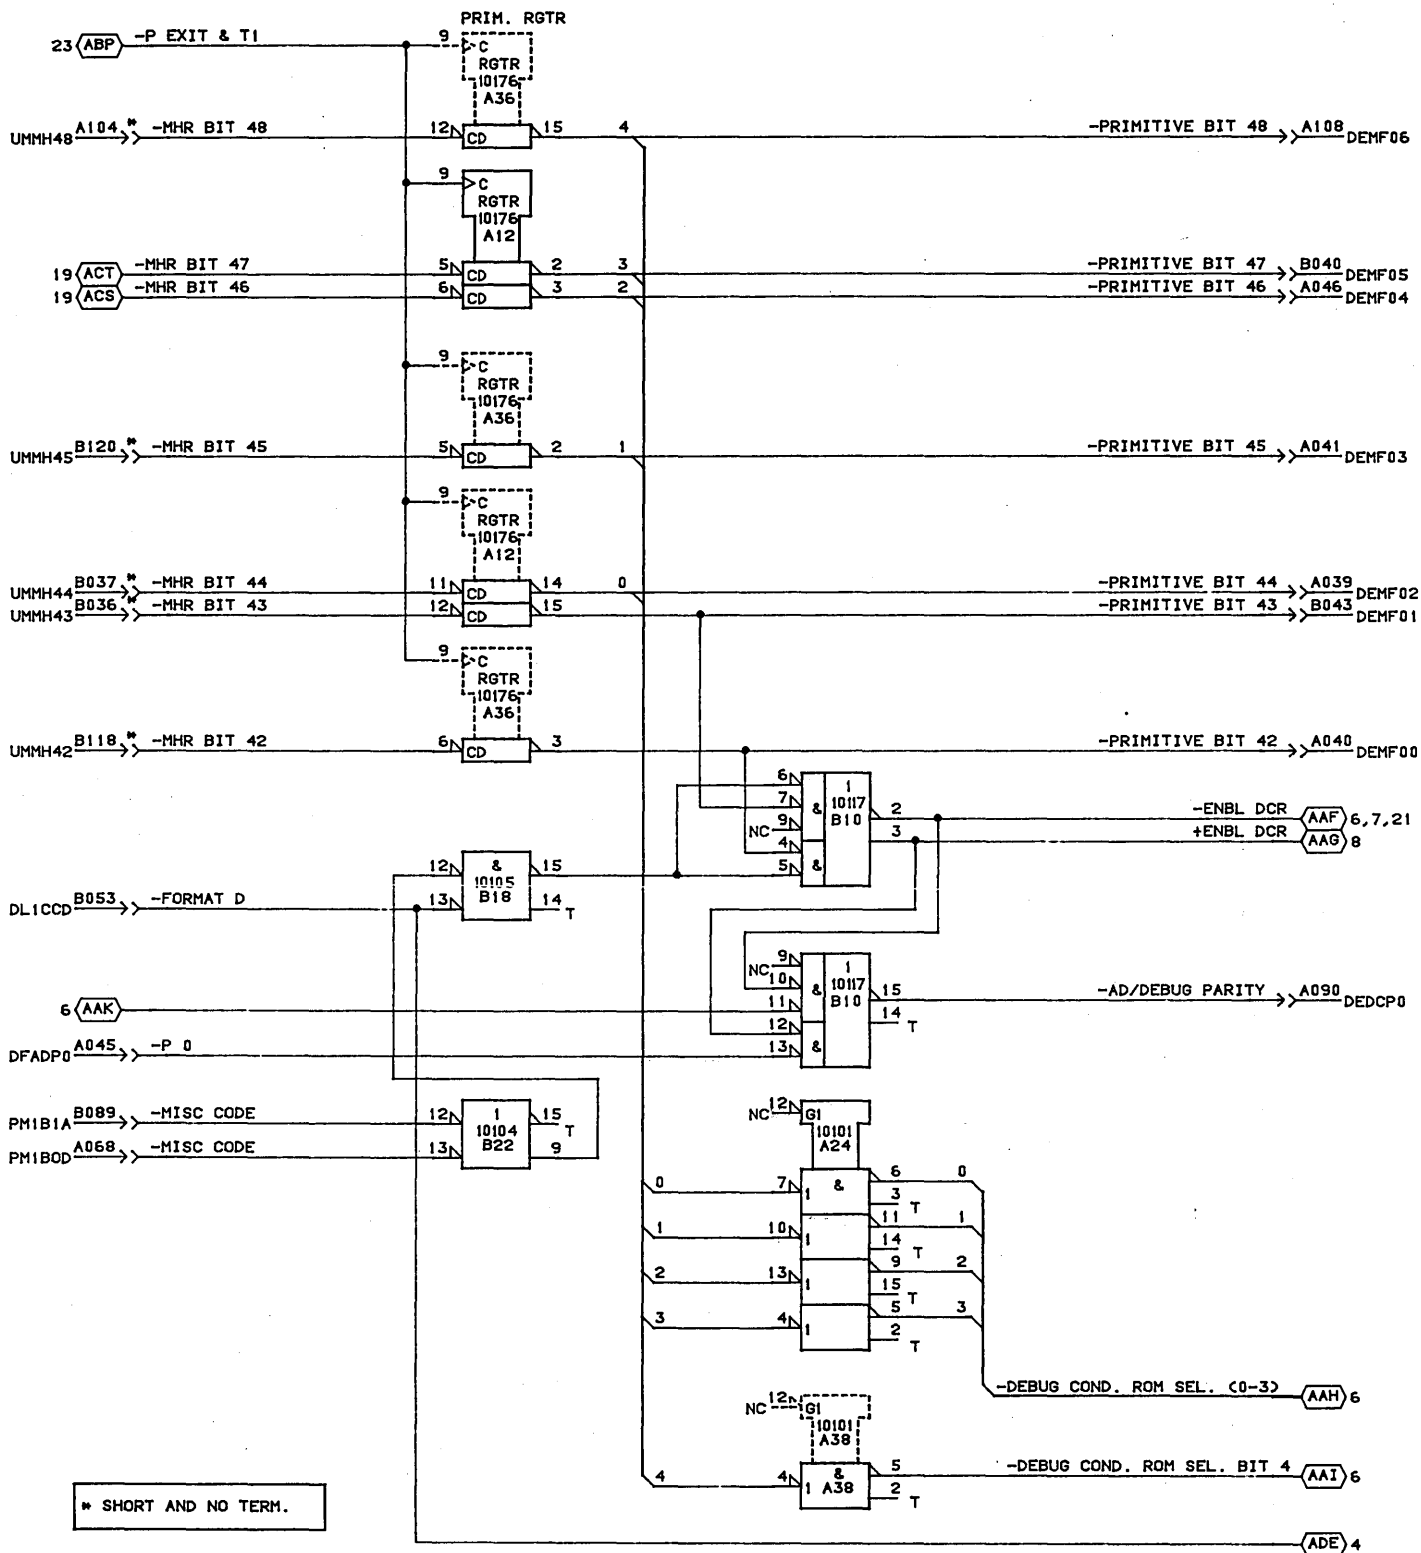 PRIM. RGTR
23 ABP -P EXIT & T1 9 C
RGTR
10176
A36
UMMH48 A104 * -MHR BIT 48 12 CD 15 4 -PRIMITIVE BIT 48 A108 DEMF06
9 C
RGTR
10176
A12
19 ACT -MHR BIT 47 5 CD 2 3 -PRIMITIVE BIT 47 B040 DEMF05
19 ACS -MHR BIT 46 6 CD 3 2 -PRIMITIVE BIT 46 A046 DEMF04
9 C
RGTR
10176
A36
UMMH45 B120 * -MHR BIT 45 5 CD 2 1 -PRIMITIVE BIT 45 A041 DEMF03
9 C
RGTR
10176
A12
UMMH44 B037 * -MHR BIT 44 11 CD 14 0 -PRIMITIVE BIT 44 A039 DEMF02
UMMH43 B036 * -MHR BIT 43 12 CD 15 -PRIMITIVE BIT 43 B043 DEMF01
9 C
RGTR
10176
A36
UMMH42 B118 * -MHR BIT 42 6 CD 3 -PRIMITIVE BIT 42 A040 DEMF00
6 1
7 & 10117 2 -ENBL DCR AAF 6,7,21
NC 9 B10 3 +ENBL DCR AAG 8
4
5 &
12 & 15
10105
DL1CCD B053 -FORMAT D 13 B18 14 T
NC 9 1
10 & 10117
B10 15 -AD/DEBUG PARITY A090 DEDCP0
6 AAK 11 14 T
12
DFADP0 A045 -P 0 13 &
PM1B1A B089 -MISC CODE 12 1 15 T
10104
PM1B0D A068 -MISC CODE 13 B22 9
NC 12 G1
10101
A24
0 7 1 & 6 0
3 T
1 10 1 11 1
14 T
2 13 1 9 2
15 T
3 4 1 5 3
2 T
-DEBUG COND. ROM SEL. (0-3) AAH 6
NC 12 G1
10101
A38
4 4 1 & 5 -DEBUG COND. ROM SEL. BIT 4 AAI 6
A38 2 T
* SHORT AND NO TERM.
ADE 4